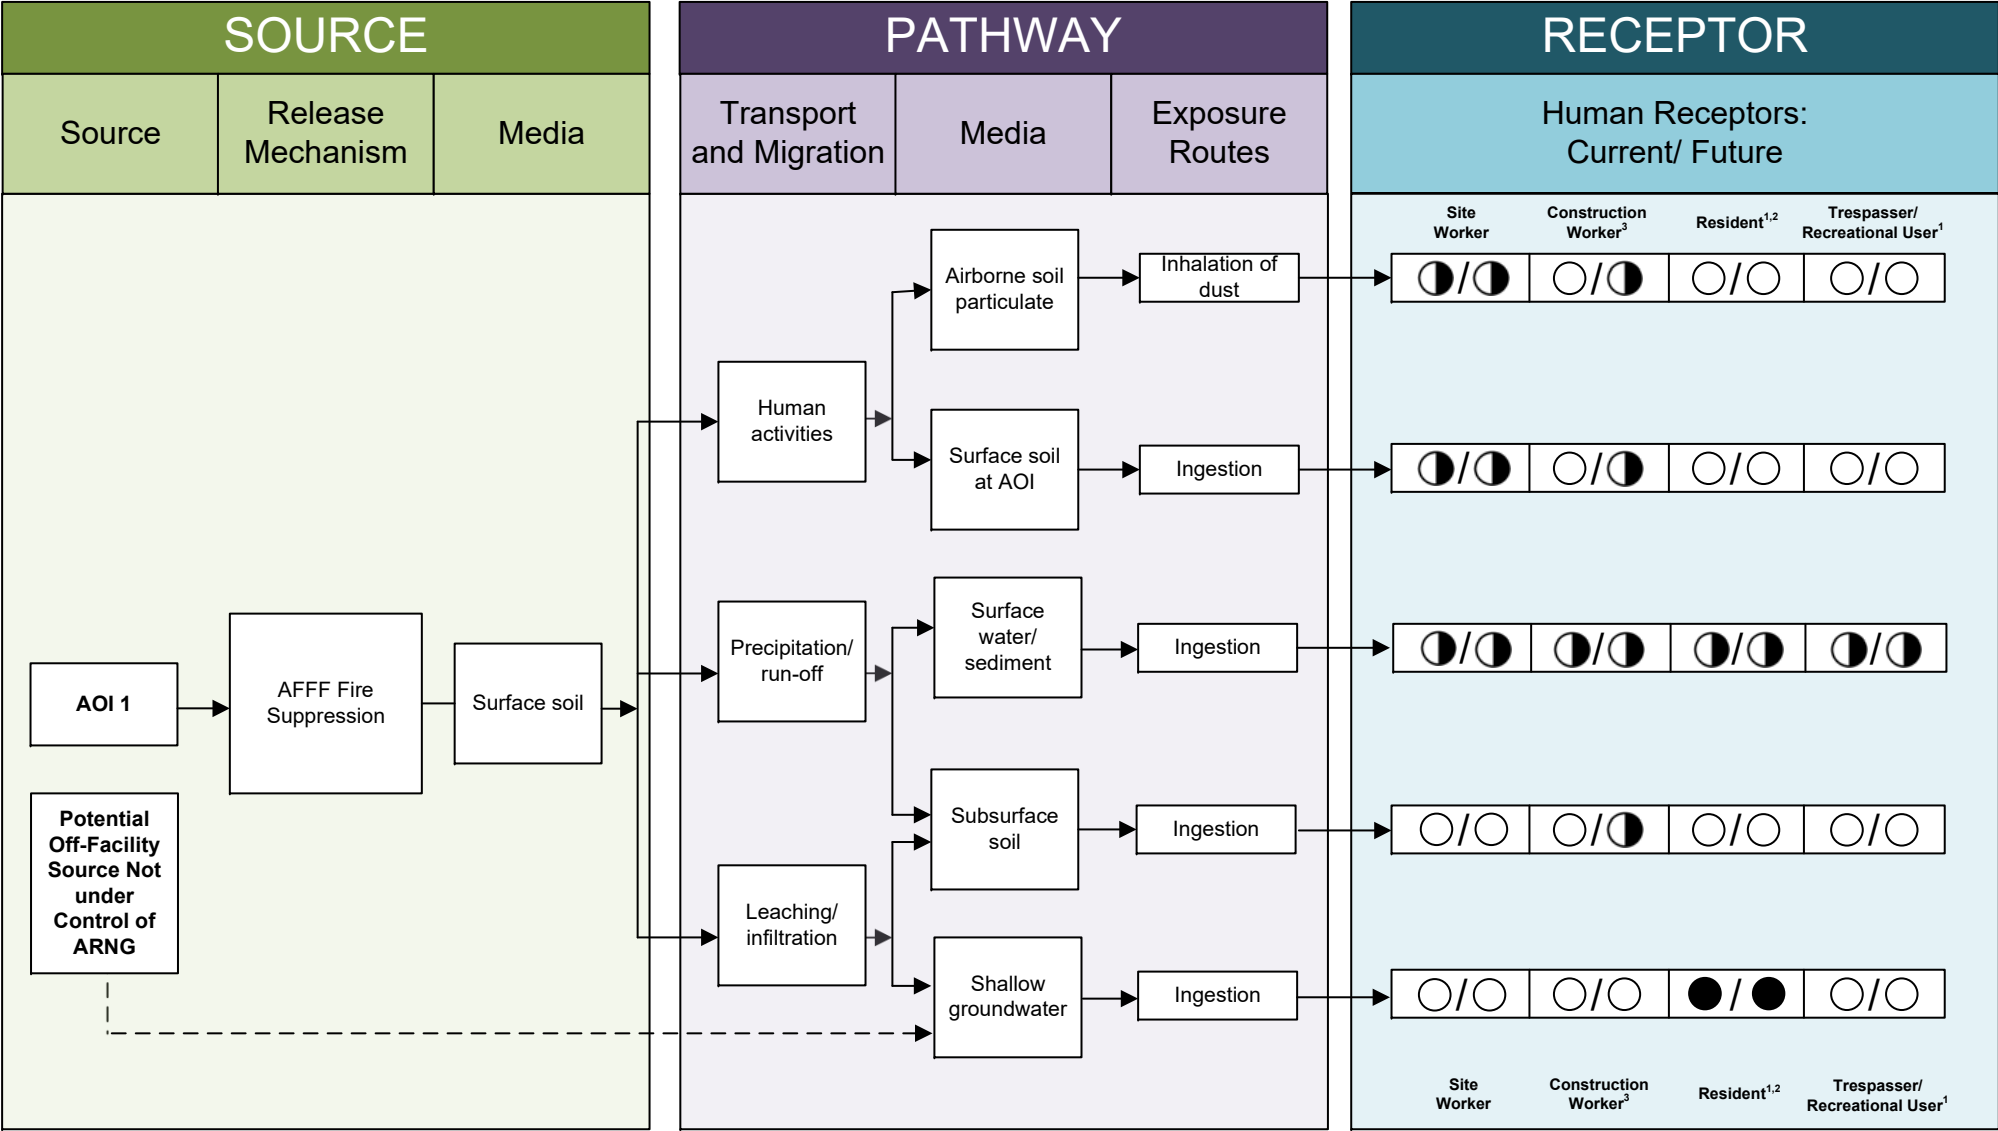 SOURCE
PATHWAY
RECEPTOR
Source
Release
Mechanism
Media
Transport
and Migration
Media
Exposure
Routes
Human Receptors:
Current/ Future
Site
Worker
Construction
Worker3
Resident1,2
Trespasser/
Recreational User1
Airborne soil
particulate
Inhalation of
dust
/
/
/
/
Human
activities
Surface soil
at AOI
Ingestion
/
/
/
/
Precipitation/
run-off
Surface
water/
sediment
Ingestion
/
/
/
/
AOI 1
AFFF Fire
Suppression
Surface soil
Potential
Off-Facility
Source Not
under
Control of
ARNG
Subsurface
soil
Ingestion
/
/
/
/
Leaching/
infiltration
Shallow
groundwater
Ingestion
/
/
/
/
Site
Worker
Construction
Worker3
Resident1,2
Trespasser/
Recreational User1